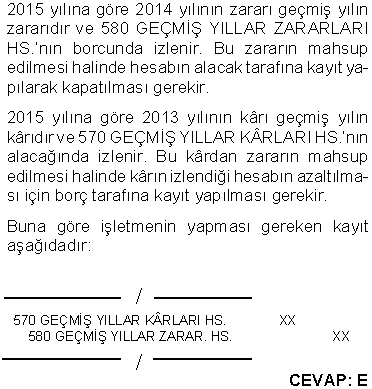 2015 yılına göre 2014 yılının zararı geçmiş yılın
zararıdır ve 580 GEÇMİŞ YILLAR ZARARLARI
HS.'nın borcunda izlenir. Bu zararın mahsup
edilmesi halinde hesabın alacak tarafına kayıt ya-
pılarak kapatılması gerekir.
2015 yılına göre 2013 yılının kârı geçmiş yılın
kârıdır ve 570 GEÇMİŞ YILLAR KÂRLARI HS.'nın
alacağında izlenir. Bu kârdan zararın mahsup
edilmesi halinde kârın izlendiği hesabın azaltılma-
sı için borç tarafına kayıt yapılması gerekir.
Buna göre işletmenin yapması gereken kayıt
aşağıdadır:
/
570 GEÇMİŞ YILLAR KÂRLARI HS. XX
580 GEÇMİŞ YILLAR ZARAR. HS. XX
/
CEVAP: E